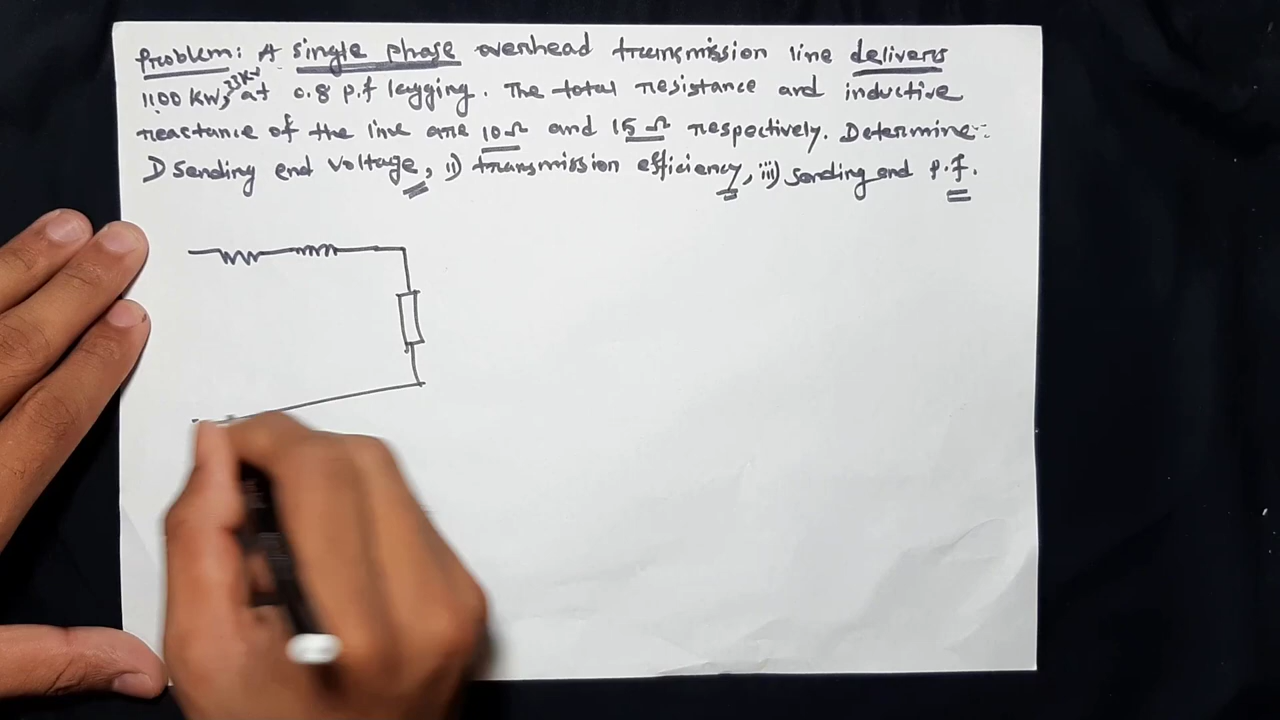 Problem: A single phase overhead transmission line delivers
1100 KW, 33KV at 0.8 p.f lagging. The total resistance and inductive
reactance of the line are 10Ω and 15Ω respectively. Determine:
i) Sending end voltage, ii) transmission efficiency, iii) sending end p.f.